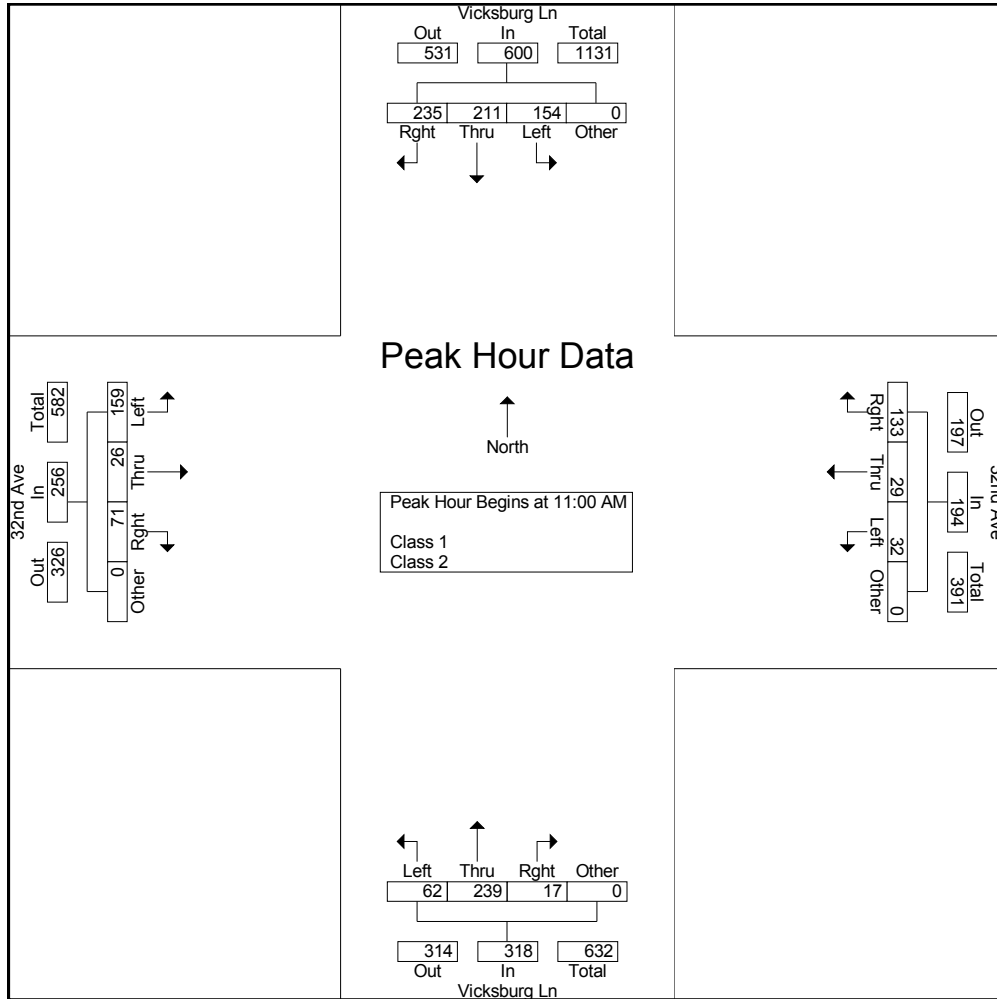 Vicksburg Ln
Out In Total
531 600 1131
235 211 154 0
Rght Thru Left Other
Peak Hour Data
North
Peak Hour Begins at 11:00 AM
Class 1
Class 2
32nd Ave
Total In Out
582 256 326
159 26 71 0
Left Thru Rght Other
32nd Ave
Out In Total
197 194 391
133 29 32 0
Rght Thru Left Other
Left Thru Rght Other
62 239 17 0
314 318 632
Out In Total
Vicksburg Ln